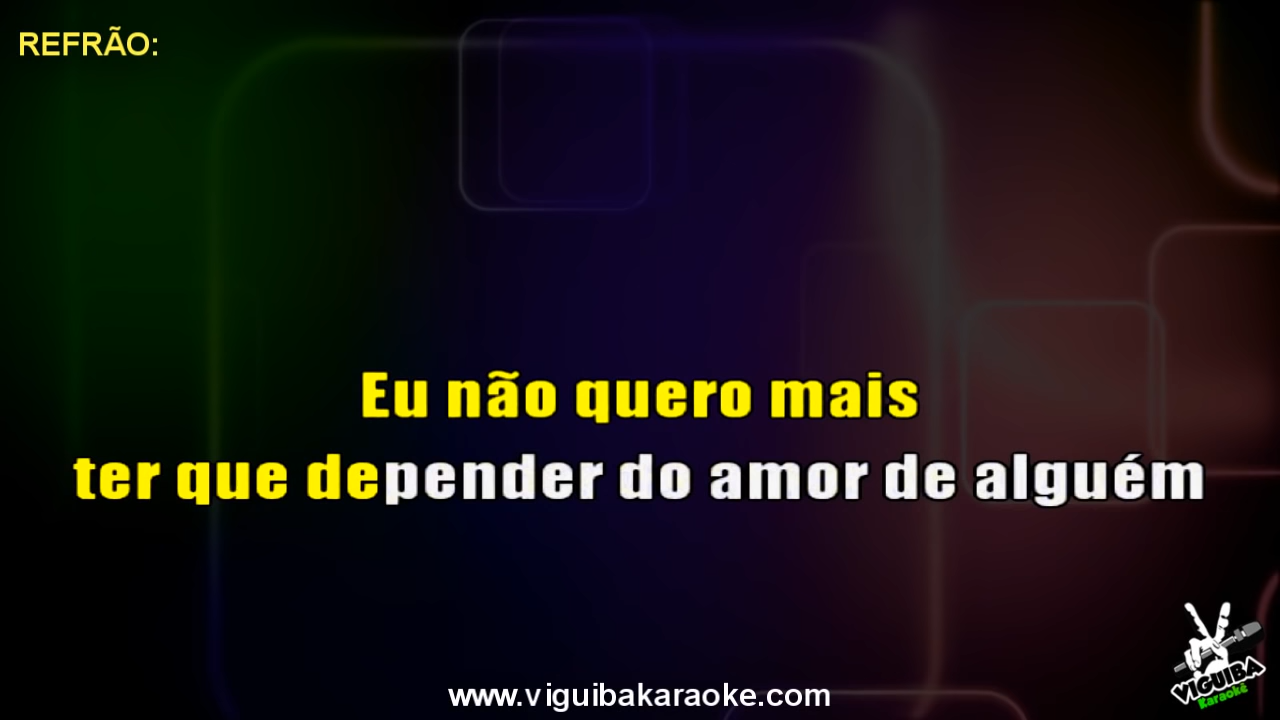 REFRÃO:
Eu não quero mais
ter que depender do amor de alguém
VIGUIBA
Karaokê
www.viguibakaraoke.com